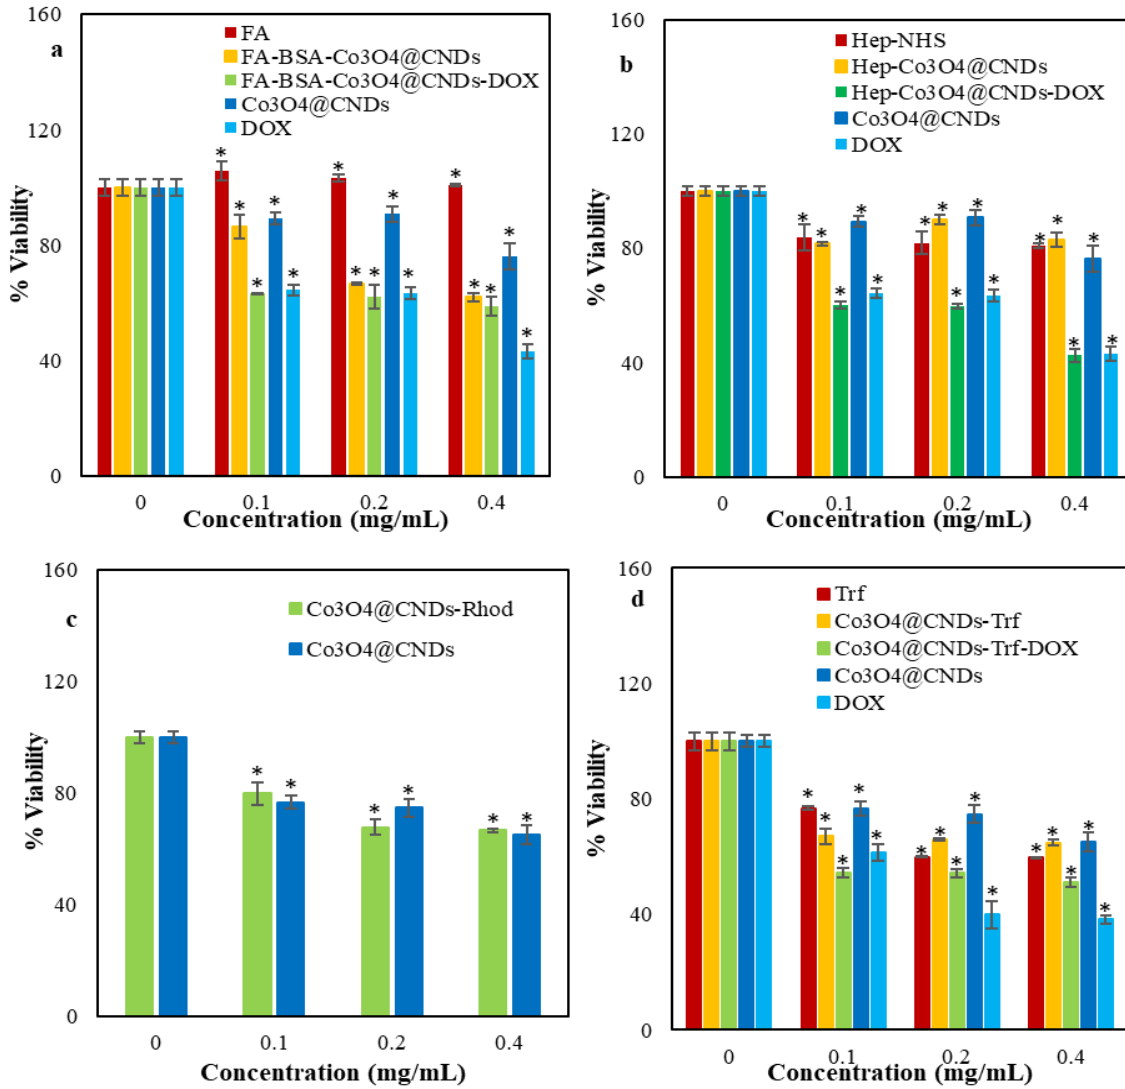 a
% Viability
160
120
80
40
0
FA
FA-BSA-Co3O4@CNDs
FA-BSA-Co3O4@CNDs-DOX
Co3O4@CNDs
DOX
* * * *
* * * * *
* * * * *
0 0.1 0.2 0.4
Concentration (mg/mL)
b
% Viability
160
120
80
40
0
Hep-NHS
Hep-Co3O4@CNDs
Hep-Co3O4@CNDs-DOX
Co3O4@CNDs
DOX
* * * * *
* * * * *
* * * * *
0 0.1 0.2 0.4
Concentration (mg/mL)
c
% Viability
160
120
80
40
0
Co3O4@CNDs-Rhod
Co3O4@CNDs
* *
* *
* *
0 0.1 0.2 0.4
Concentration (mg/mL)
d
% Viability
160
120
80
40
0
Trf
Co3O4@CNDs-Trf
Co3O4@CNDs-Trf-DOX
Co3O4@CNDs
DOX
* * * * *
* * * * *
* * * * *
0 0.1 0.2 0.4
Concentration (mg/mL)